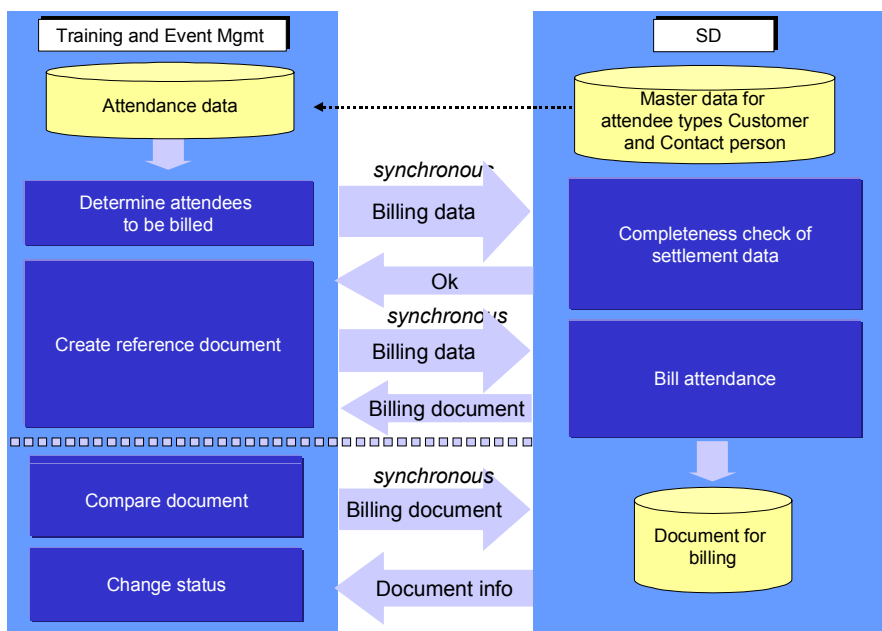 Training and Event Mgmt
SD
Attendance data
Master data for
attendee types Customer
and Contact person
synchronous
Determine attendees
to be billed
Billing data
Completeness check of
settlement data
Ok
synchronous
Create reference document
Billing data
Bill attendance
Billing document
synchronous
Compare document
Billing document
Document for
billing
Change status
Document info